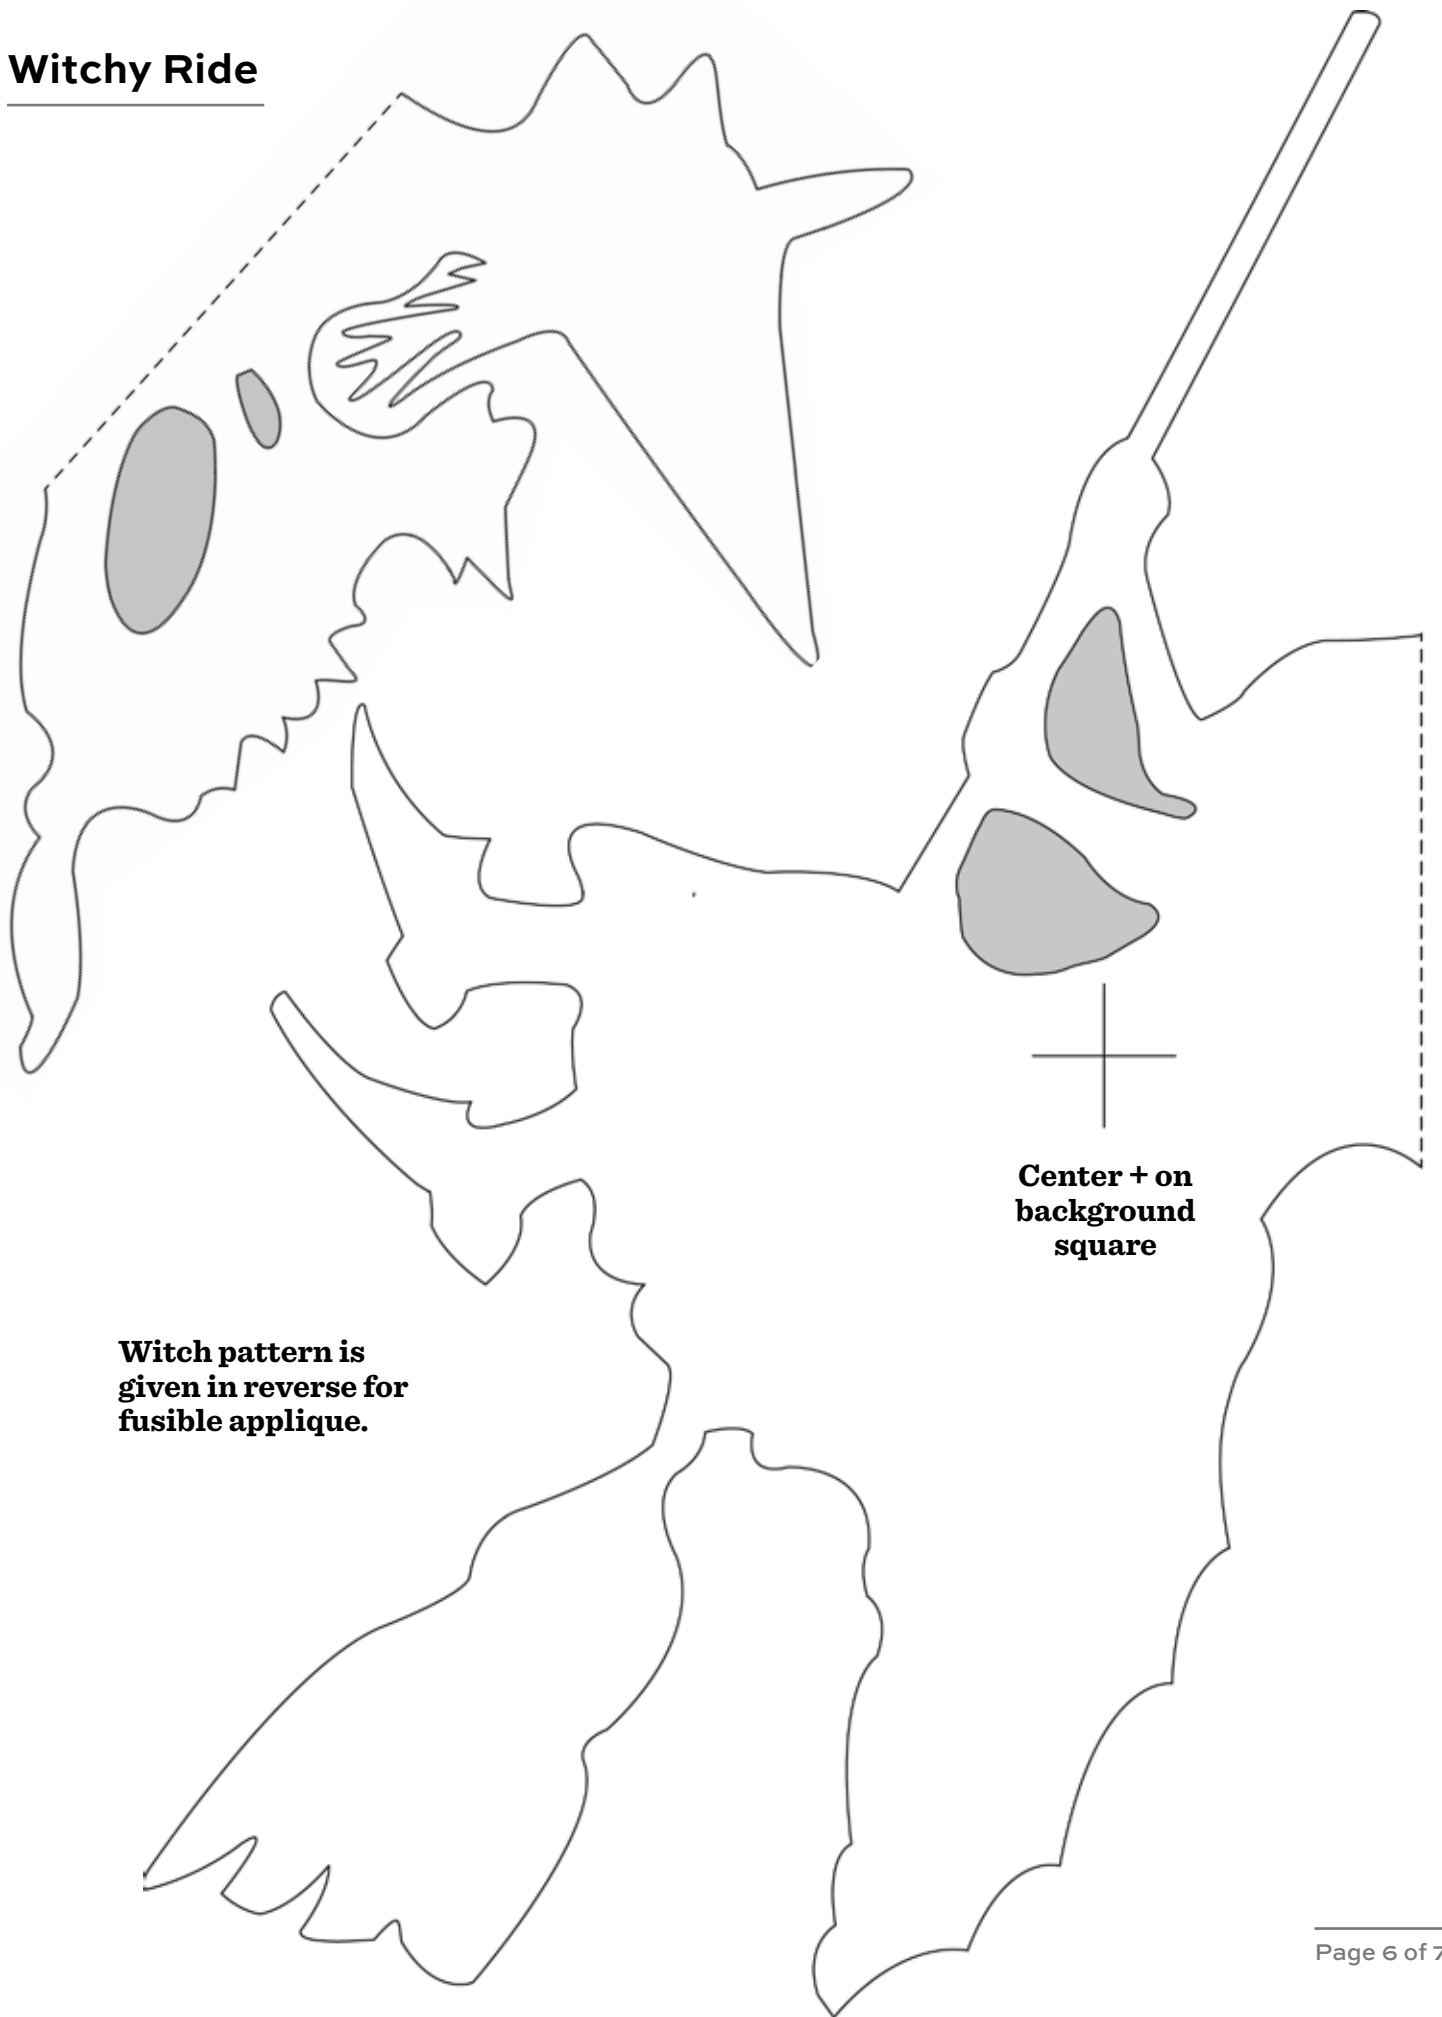 Witchy Ride
Center + on
background
square
Witch pattern is
given in reverse for
fusible applique.
Page 6 of 7